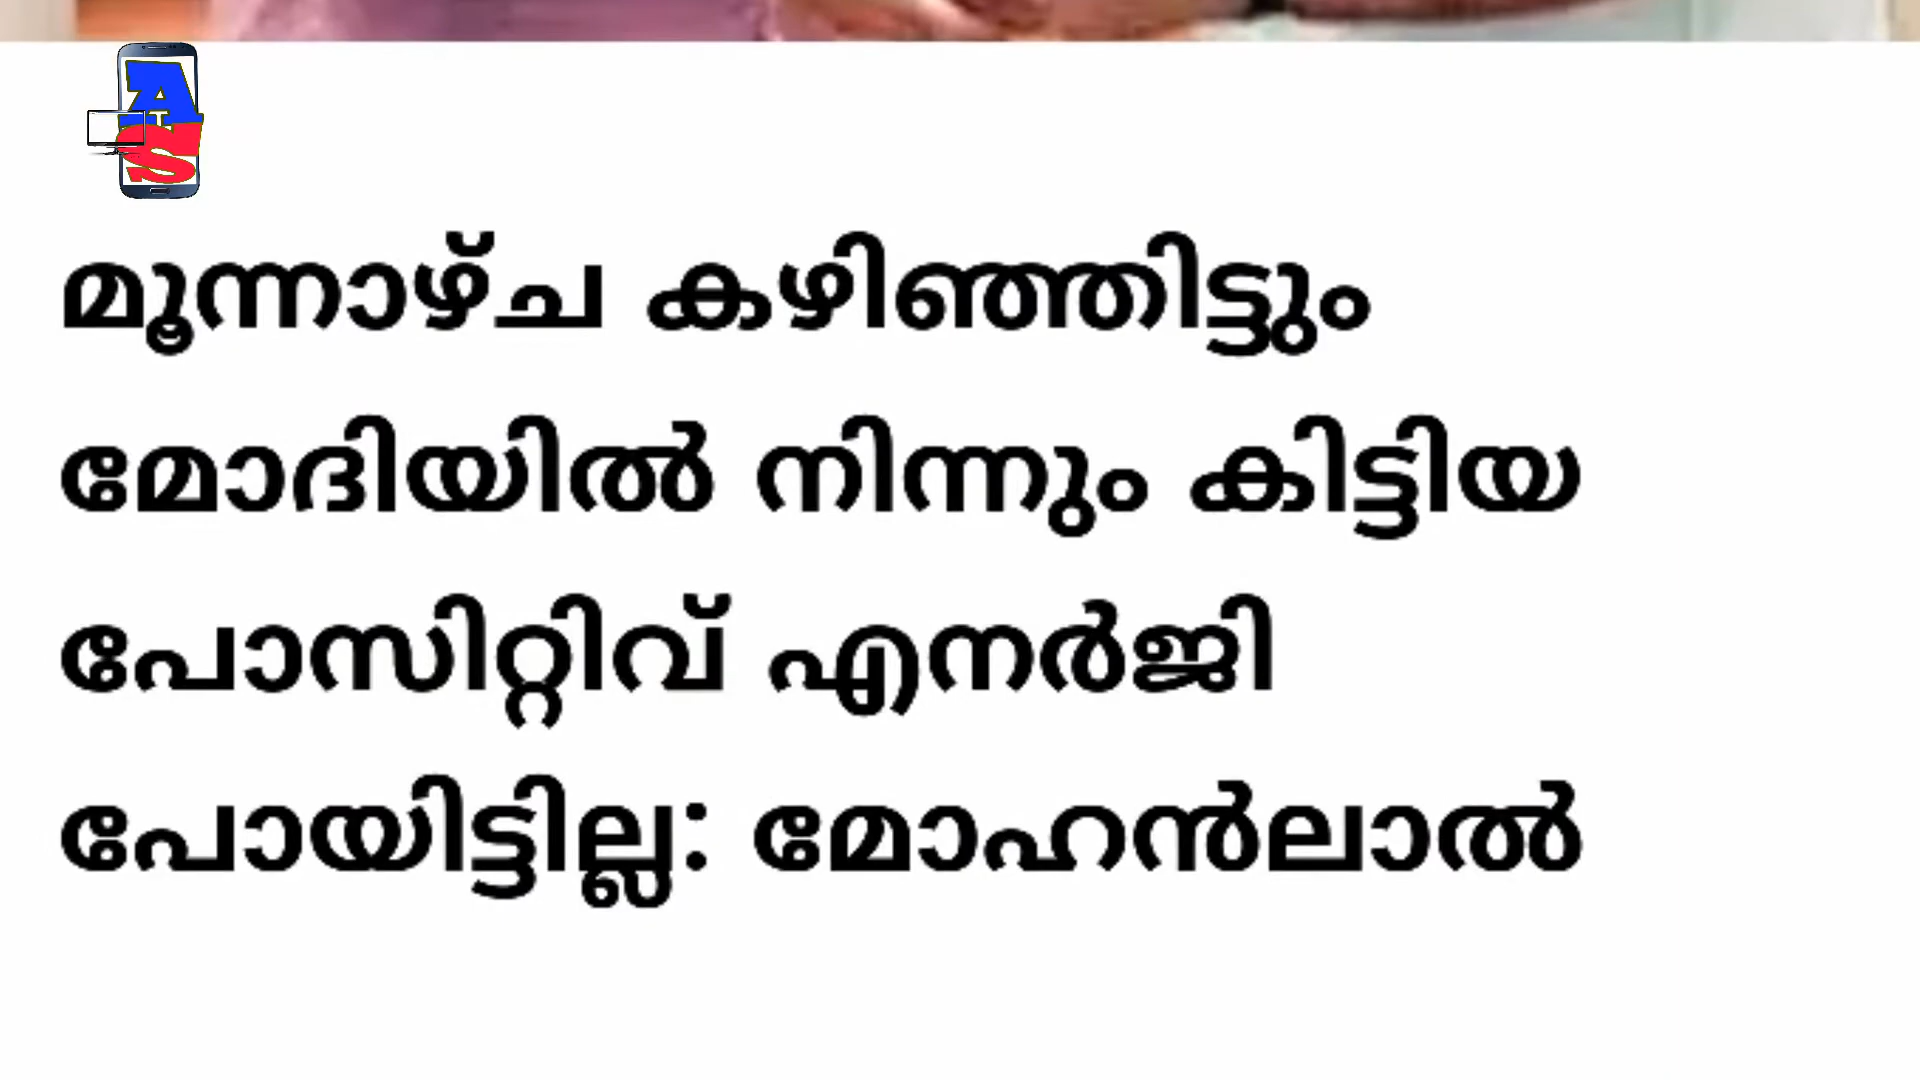 A
T
S
മൂന്നാഴ്ച കഴിഞ്ഞിട്ടും
മോദിയിൽ നിന്നും കിട്ടിയ
പോസിറ്റിവ് എനർജി
പോയിട്ടില്ല: മോഹൻലാൽ